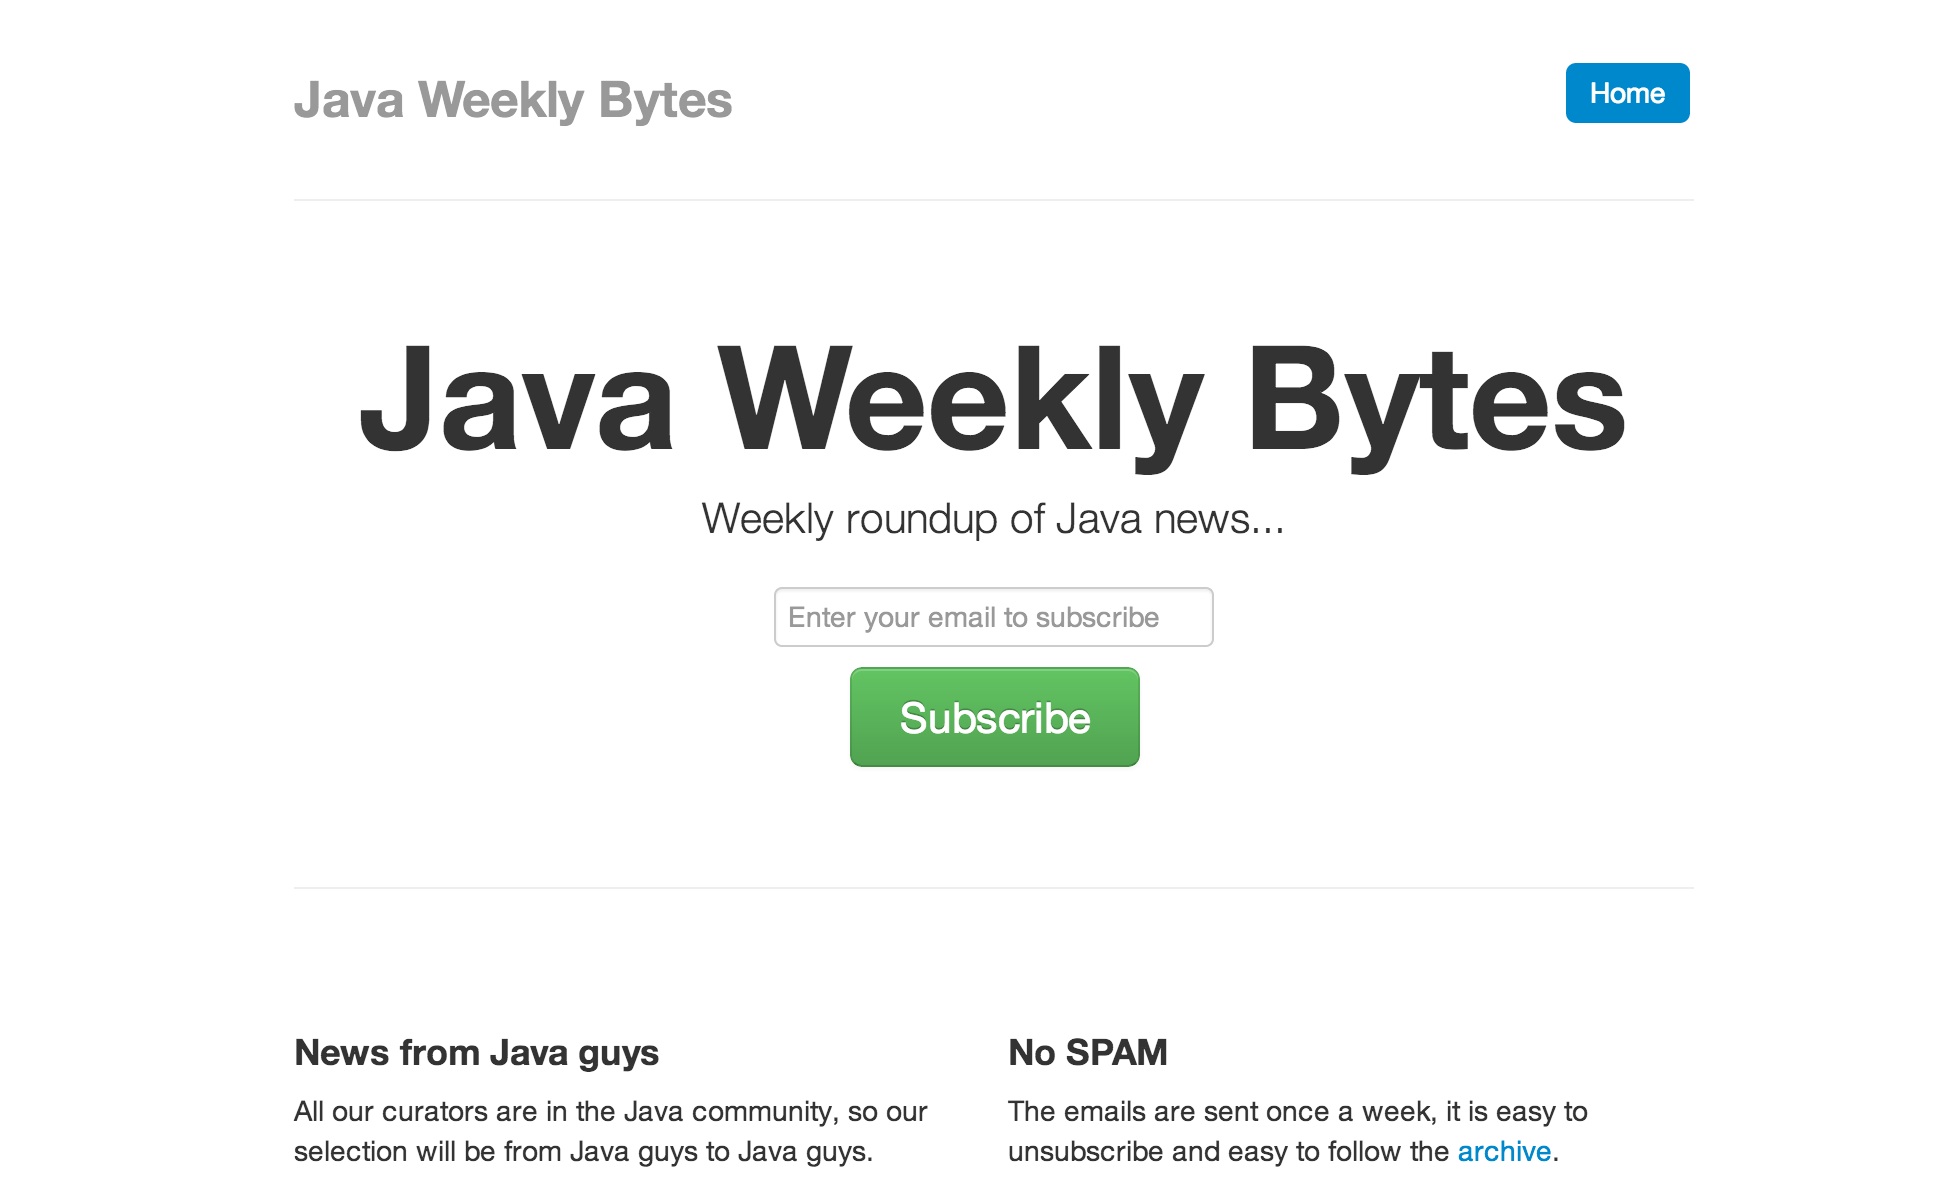 Java Weekly Bytes
Home
Java Weekly Bytes
Weekly roundup of Java news...
Enter your email to subscribe
Subscribe
News from Java guys
All our curators are in the Java community, so our
selection will be from Java guys to Java guys.
No SPAM
The emails are sent once a week, it is easy to
unsubscribe and easy to follow the archive.